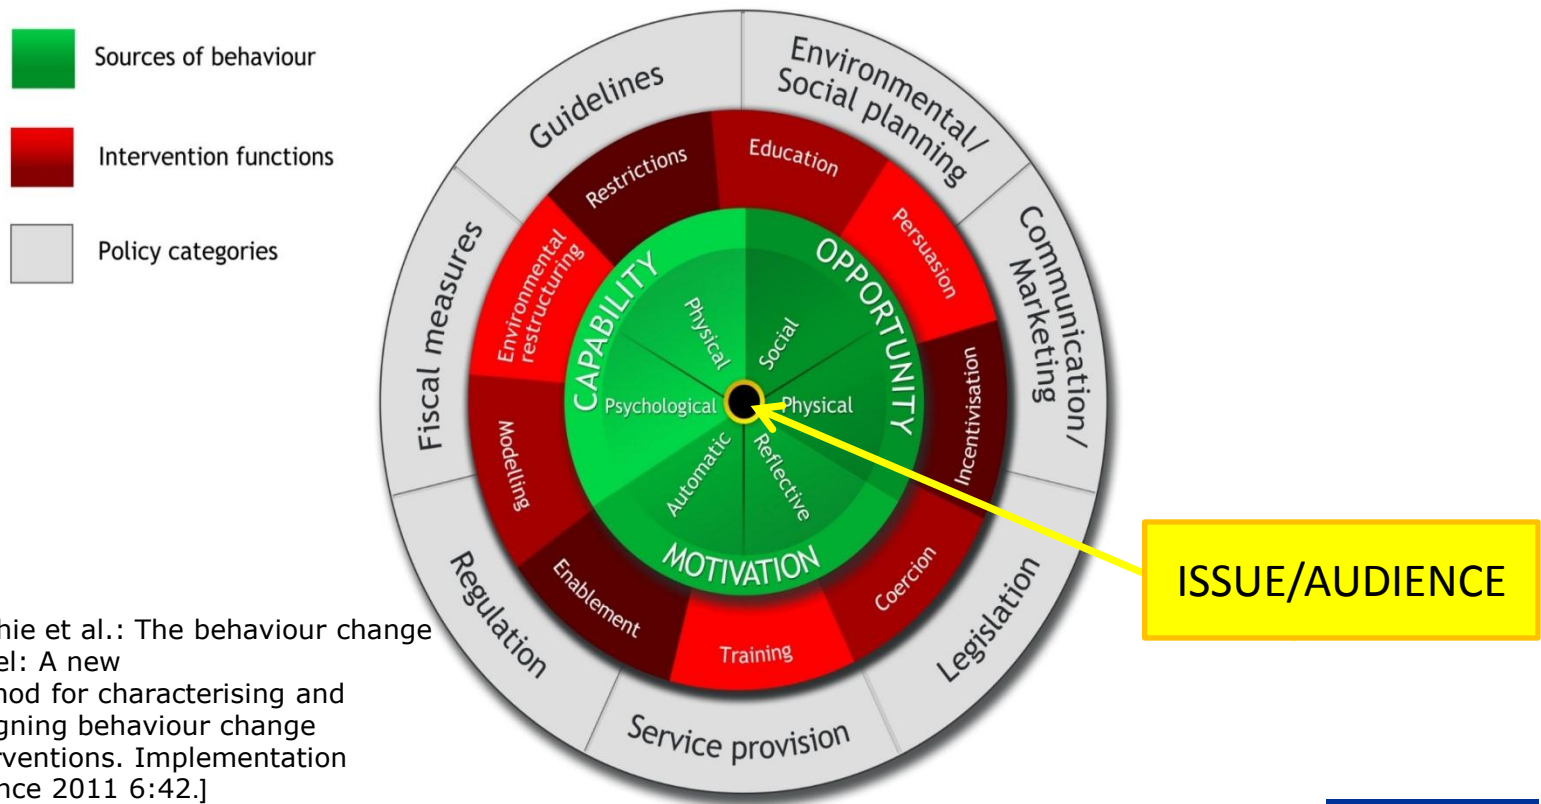 Sources of behaviour
Intervention functions
Policy categories
Guidelines
Environmental/
Social planning
Communication/
Marketing
Legislation
Service provision
Regulation
Fiscal measures
Restrictions
Education
Persuasion
Incentivisation
Coercion
Training
Enablement
Modelling
Environmental
restructuring
CAPABILITY
OPPORTUNITY
MOTIVATION
Physical
Social
Psychological
Physical
Automatic
Reflective
ISSUE/AUDIENCE
hie et al.: The behaviour change
el: A new
nod for characterising and
igning behaviour change
rventions. Implementation
nce 2011 6:42.]